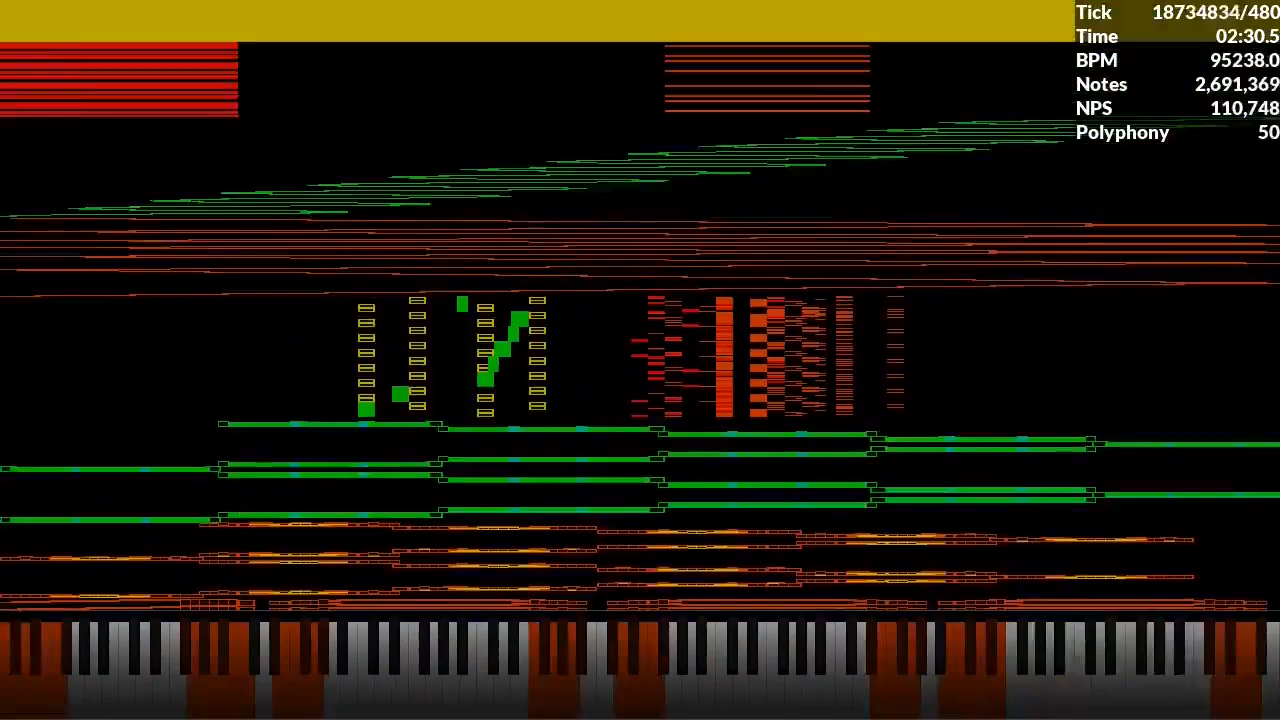 Tick 18734834/480
Time 02:30.5
BPM 95238.0
Notes 2,691,369
NPS 110,748
Polyphony 50